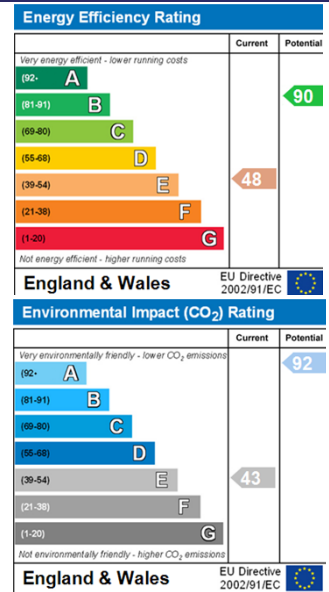 Energy Efficiency Rating
Current Potential
Very energy efficient - lower running costs
(92- A
(81-91) B
90
(69-80) C
(55-68) D
(39-54) E
48
(21-38) F
(1-20) G
Not energy efficient - higher running costs
England & Wales
EU Directive
2002/91/EC
Environmental Impact (CO₂) Rating
Current Potential
Very environmentally friendly - lower CO₂ emissions
(92- A
92
(81-91) B
(69-80) C
(55-68) D
(39-54) E
43
(21-38) F
(1-20) G
Not environmentally friendly - higher CO₂ emissions
England & Wales
EU Directive
2002/91/EC